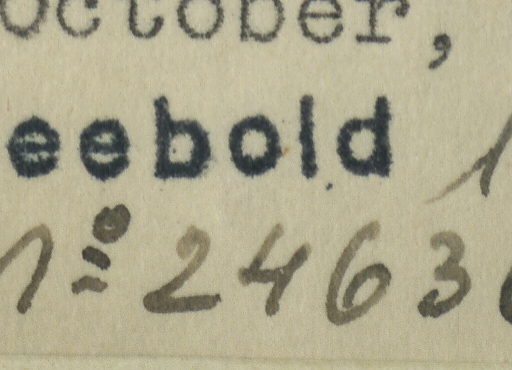 October,
eebold
nº 2463